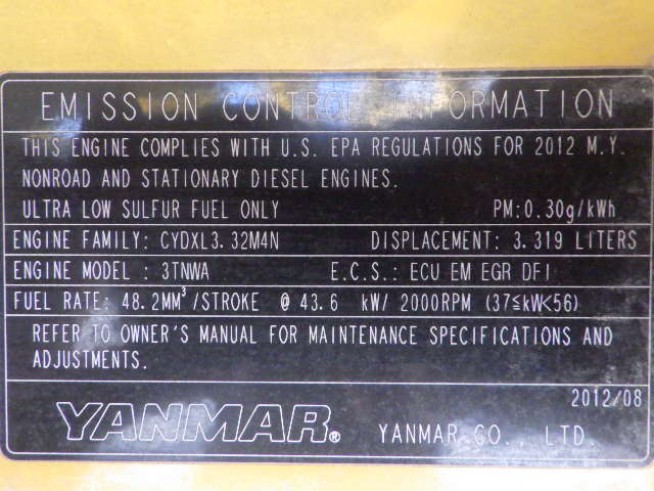 EMISSION CONTROL INFORMATION
THIS ENGINE COMPLIES WITH U.S. EPA REGULATIONS FOR 2012 M.Y.
NONROAD AND STATIONARY DIESEL ENGINES.
ULTRA LOW SULFUR FUEL ONLY PM:0.30g/kWh
ENGINE FAMILY: CYDXL3.32M4N DISPLACEMENT: 3.319 LITERS
ENGINE MODEL : 3TNWA E.C.S.: ECU EM EGR DFI
FUEL RATE: 48.2MM³/STROKE @ 43.6 kW/ 2000RPM (37≦kW<56)
REFER TO OWNER'S MANUAL FOR MAINTENANCE SPECIFICATIONS AND
ADJUSTMENTS.
2012/08
YANMAR® YANMAR CO., LTD.